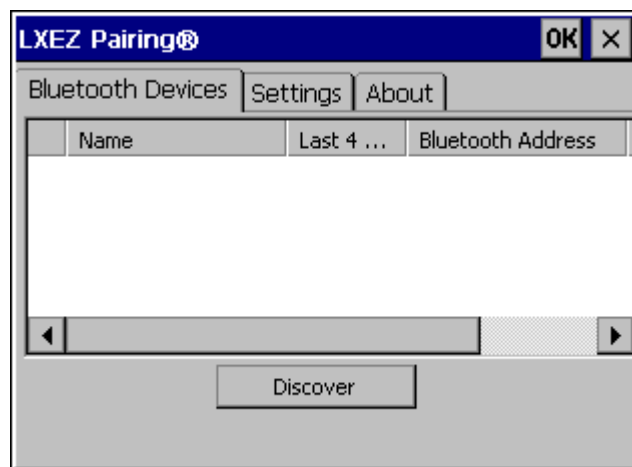 LXEZ Pairing® OK ×
Bluetooth Devices Settings About
Name Last 4 ... Bluetooth Address
Discover